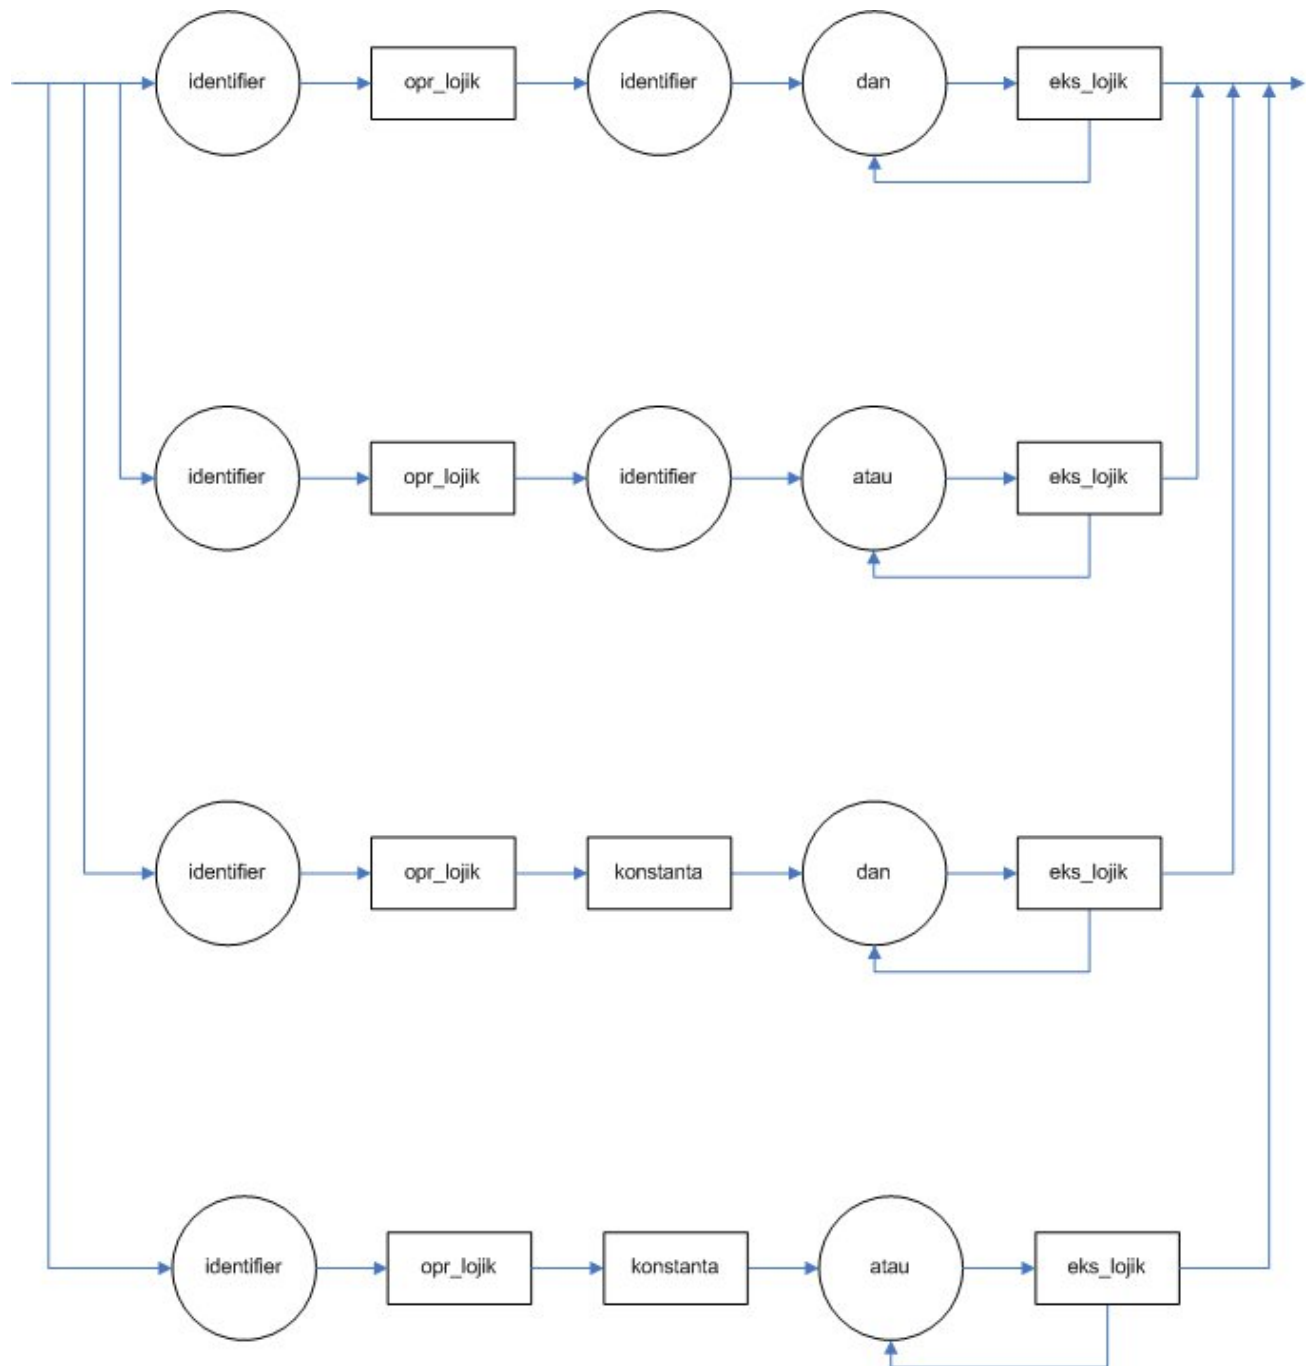 identifier opr_lojik identifier dan eks_lojik
identifier opr_lojik identifier atau eks_lojik
identifier opr_lojik konstanta dan eks_lojik
identifier opr_lojik konstanta atau eks_lojik